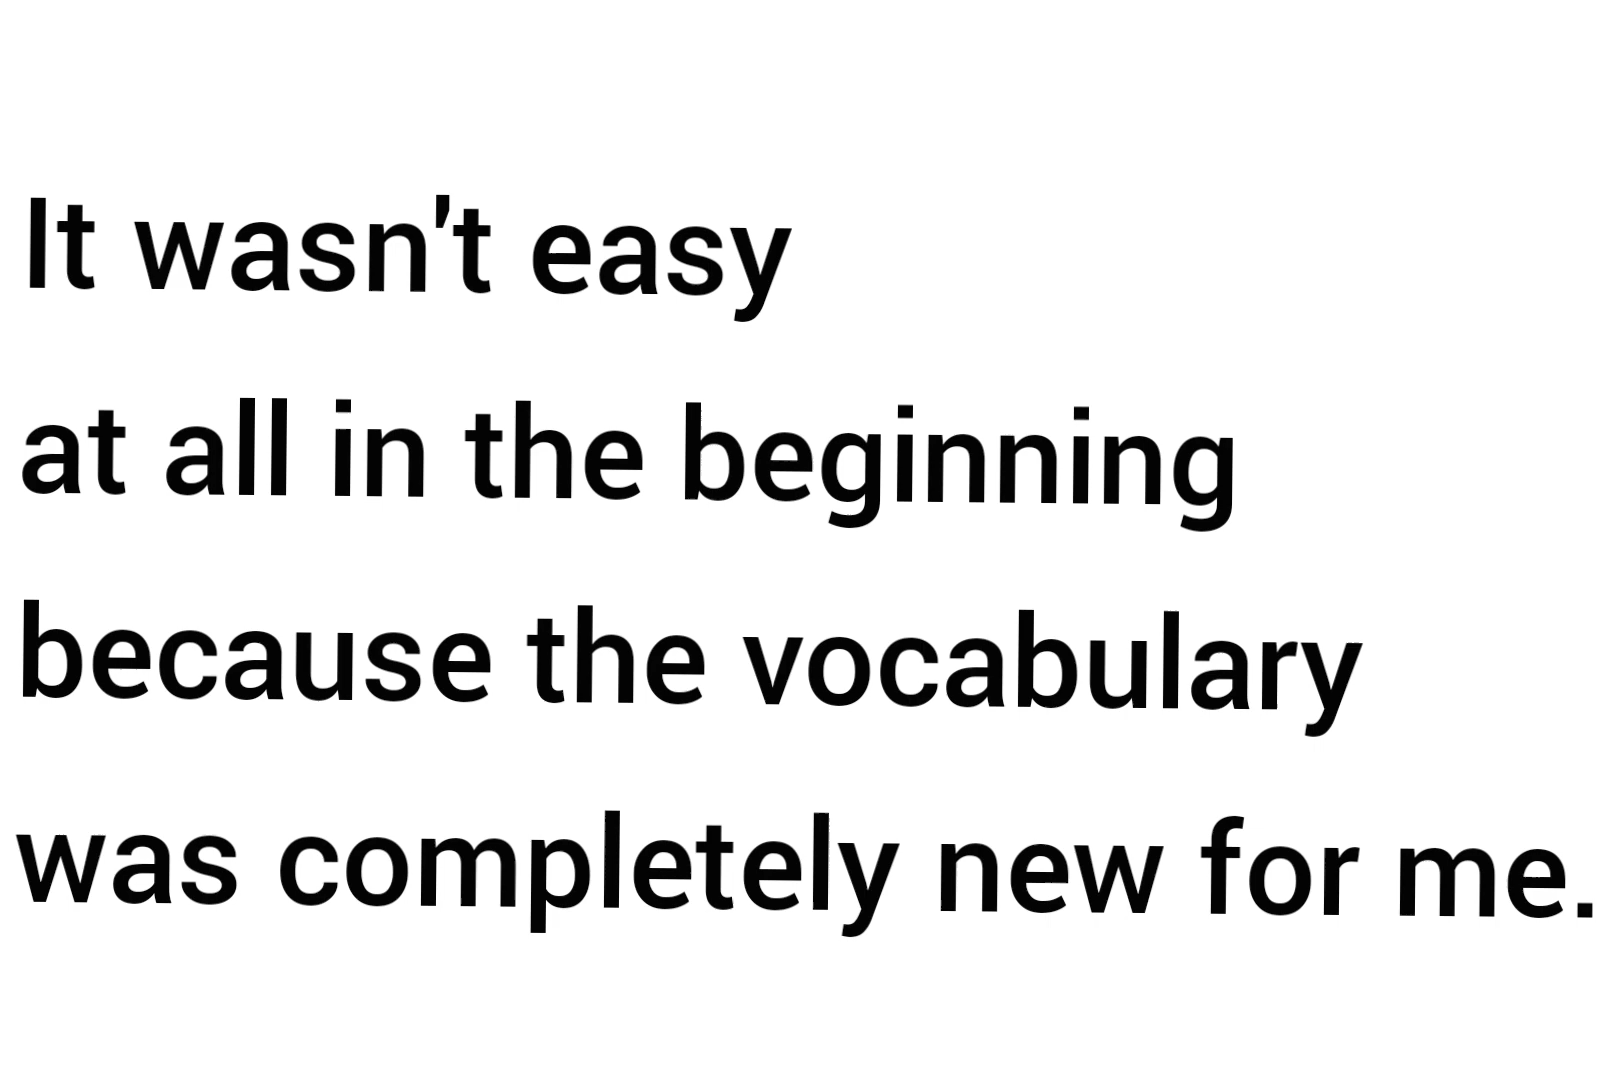 It wasn't easy
at all in the beginning
because the vocabulary
was completely new for me.